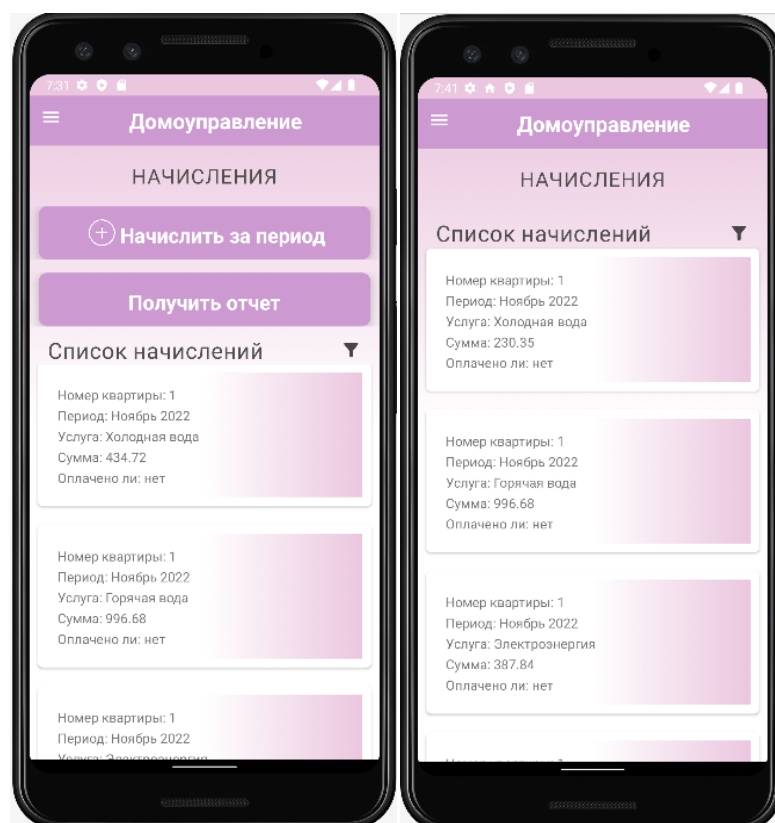 7:31
Домоуправление
НАЧИСЛЕНИЯ
Начислить за период
Получить отчет
Список начислений
Номер квартиры: 1
Период: Ноябрь 2022
Услуга: Холодная вода
Сумма: 434.72
Оплачено ли: нет
Номер квартиры: 1
Период: Ноябрь 2022
Услуга: Горячая вода
Сумма: 996.68
Оплачено ли: нет
Номер квартиры: 1
Период: Ноябрь 2022
Услуга: Электроэнергия
7:41
Домоуправление
НАЧИСЛЕНИЯ
Список начислений
Номер квартиры: 1
Период: Ноябрь 2022
Услуга: Холодная вода
Сумма: 230.35
Оплачено ли: нет
Номер квартиры: 1
Период: Ноябрь 2022
Услуга: Горячая вода
Сумма: 996.68
Оплачено ли: нет
Номер квартиры: 1
Период: Ноябрь 2022
Услуга: Электроэнергия
Сумма: 387.84
Оплачено ли: нет